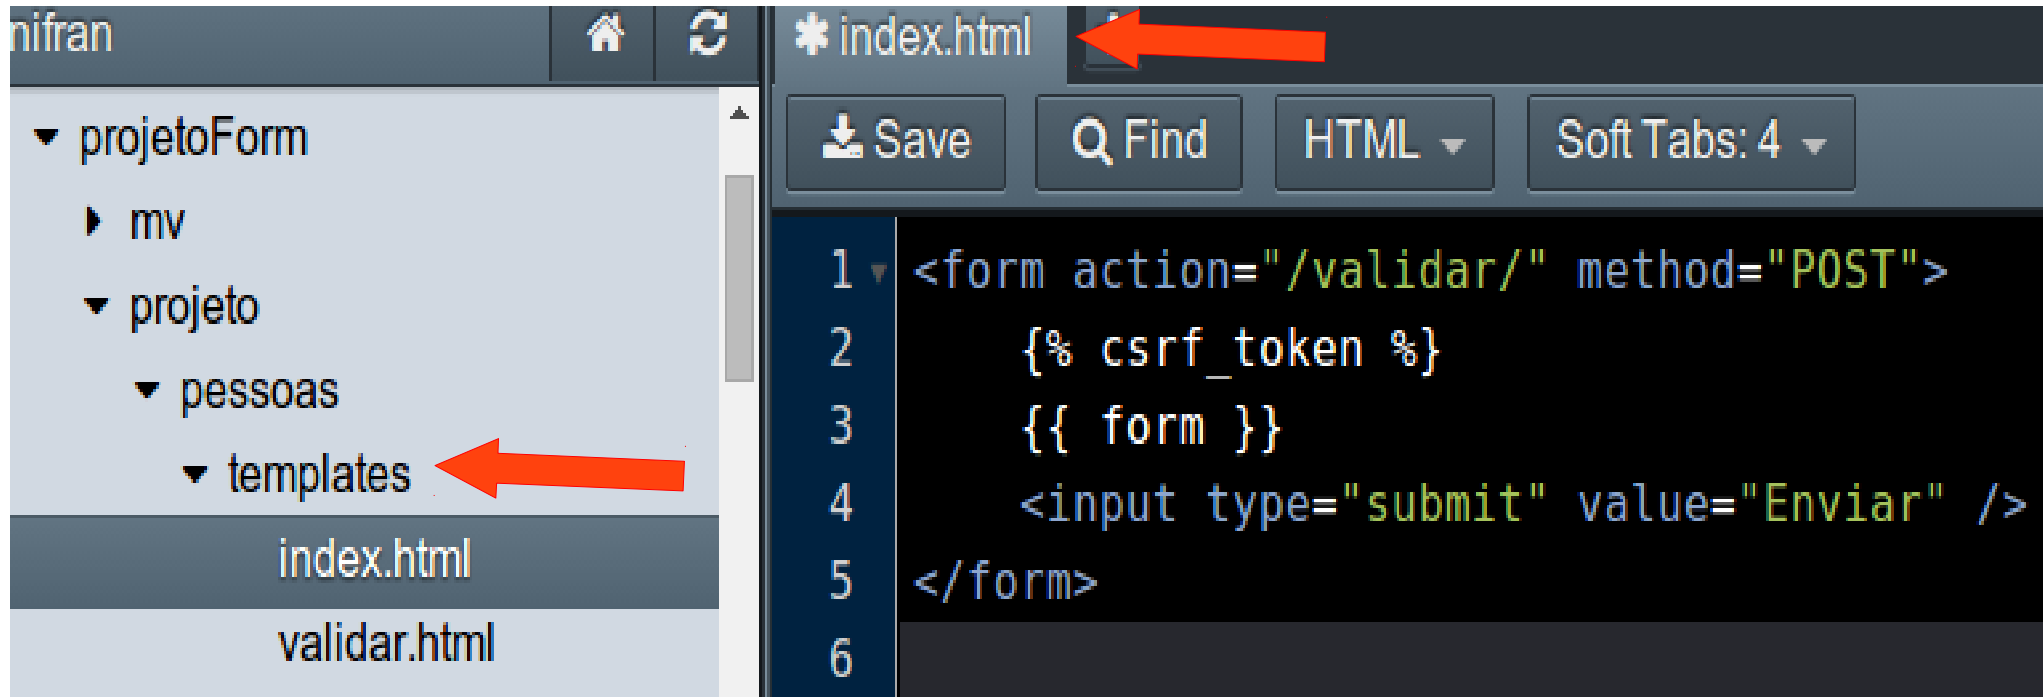 nifran
projetoForm
mv
projeto
pessoas
templates
index.html
validar.html
✱ index.html
Save Find HTML Soft Tabs: 4
1 <form action="/validar/" method="POST">
2 {% csrf_token %}
3 {{ form }}
4 <input type="submit" value="Enviar" />
5 </form>
6